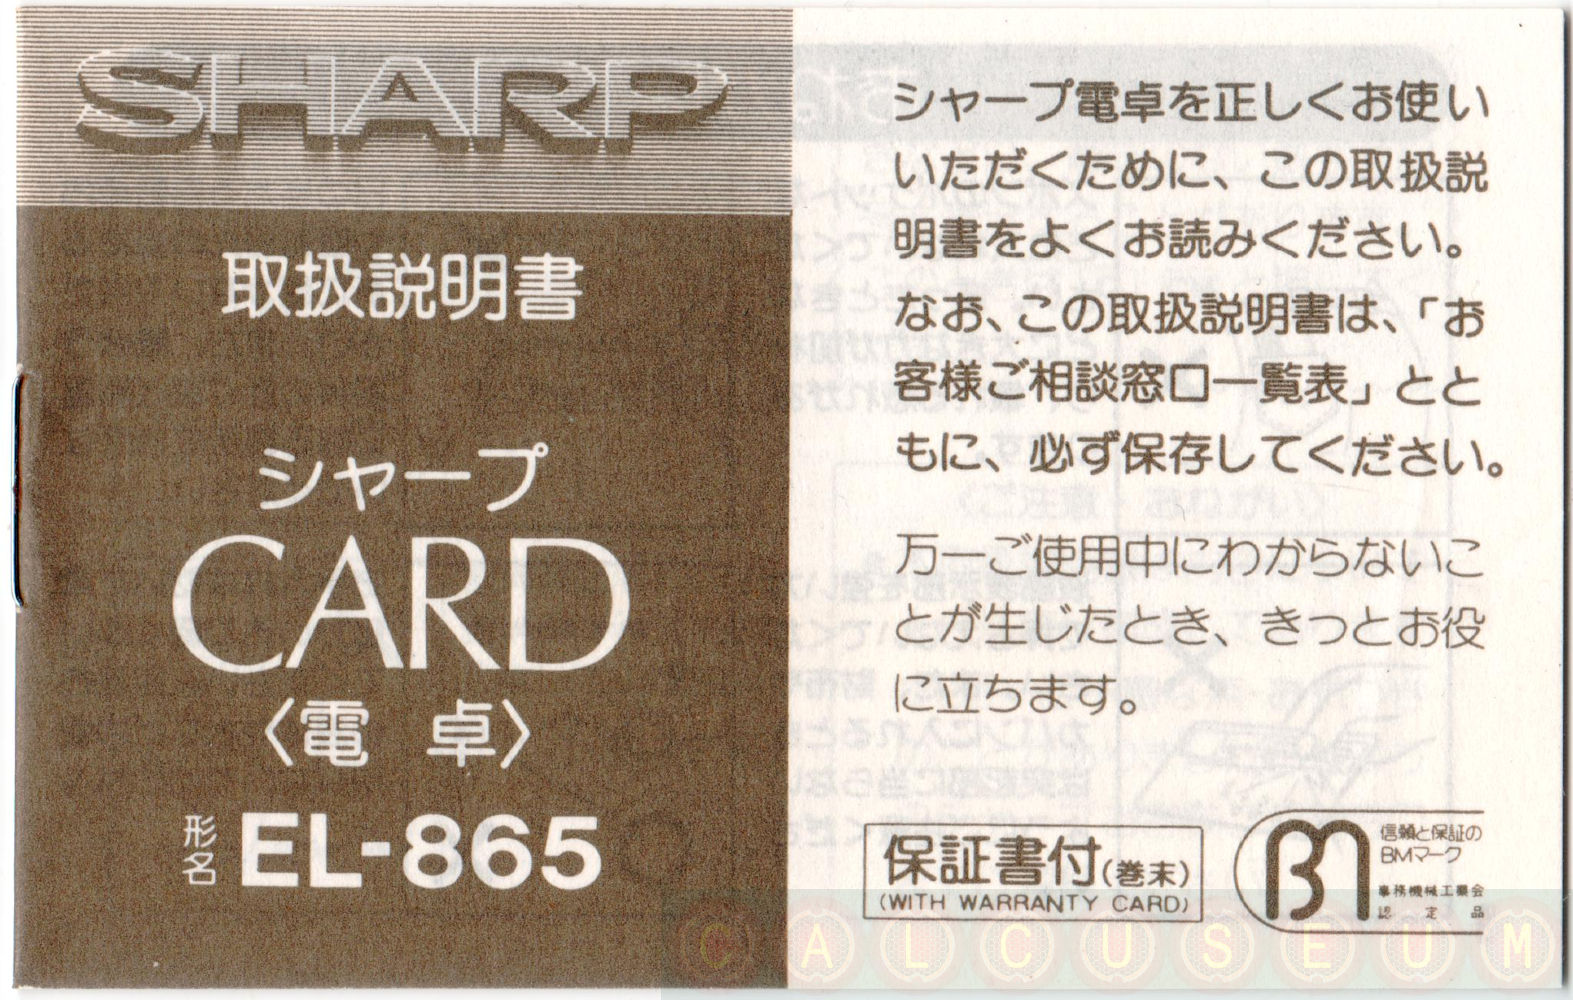 SHARP
取扱説明書
シャープ
CARD
〈電 卓〉
形名 EL-865
シャープ電卓を正しくお使い
いただくために、この取扱説
明書をよくお読みください。
なお、この取扱説明書は、「お
客様ご相談窓口一覧表」とと
もに、必ず保存してください。
万一ご使用中にわからないこ
とが生じたとき、きっとお役
に立ちます。
保証書付(巻末)
(WITH WARRANTY CARD)
BM
信頼と保証の
BMマーク
事務機械工業会
認 定 品
CALCUSEUM